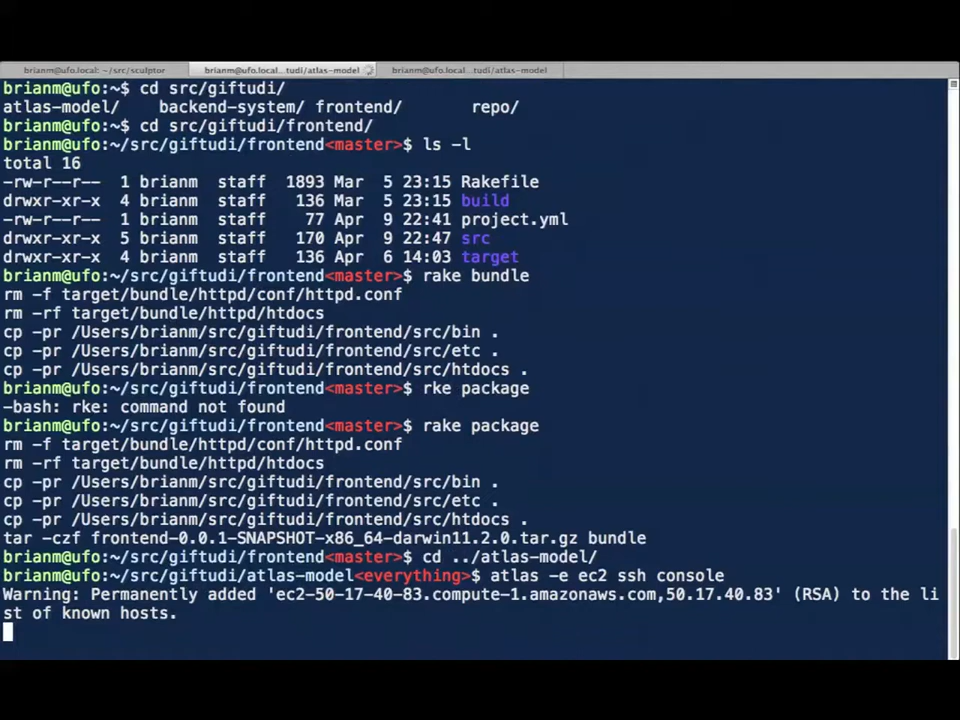 brianm@ufo.local: ~/src/sculptor
brianm@ufo.local... tudi/atlas-model
brianm@ufo.local... tudi/atlas-model
brianm@ufo:~$ cd src/giftudi/
atlas-model/    backend-system/ frontend/       repo/
brianm@ufo:~$ cd src/giftudi/frontend/
brianm@ufo:~/src/giftudi/frontend<master>$ ls -l
total 16
-rw-r--r--  1 brianm  staff  1893 Mar  5 23:15 Rakefile
drwxr-xr-x  4 brianm  staff   136 Mar  5 23:15 build
-rw-r--r--  1 brianm  staff    77 Apr  9 22:41 project.yml
drwxr-xr-x  5 brianm  staff   170 Apr  9 22:47 src
drwxr-xr-x  4 brianm  staff   136 Apr  6 14:03 target
brianm@ufo:~/src/giftudi/frontend<master>$ rake bundle
rm -f target/bundle/httpd/conf/httpd.conf
rm -rf target/bundle/httpd/htdocs
cp -pr /Users/brianm/src/giftudi/frontend/src/bin .
cp -pr /Users/brianm/src/giftudi/frontend/src/etc .
cp -pr /Users/brianm/src/giftudi/frontend/src/htdocs .
brianm@ufo:~/src/giftudi/frontend<master>$ rke package
-bash: rke: command not found
brianm@ufo:~/src/giftudi/frontend<master>$ rake package
rm -f target/bundle/httpd/conf/httpd.conf
rm -rf target/bundle/httpd/htdocs
cp -pr /Users/brianm/src/giftudi/frontend/src/bin .
cp -pr /Users/brianm/src/giftudi/frontend/src/etc .
cp -pr /Users/brianm/src/giftudi/frontend/src/htdocs .
tar -czf frontend-0.0.1-SNAPSHOT-x86_64-darwin11.2.0.tar.gz bundle
brianm@ufo:~/src/giftudi/frontend<master>$ cd ../atlas-model/
brianm@ufo:~/src/giftudi/atlas-model<everything>$ atlas -e ec2 ssh console
Warning: Permanently added 'ec2-50-17-40-83.compute-1.amazonaws.com,50.17.40.83' (RSA) to the li
st of known hosts.